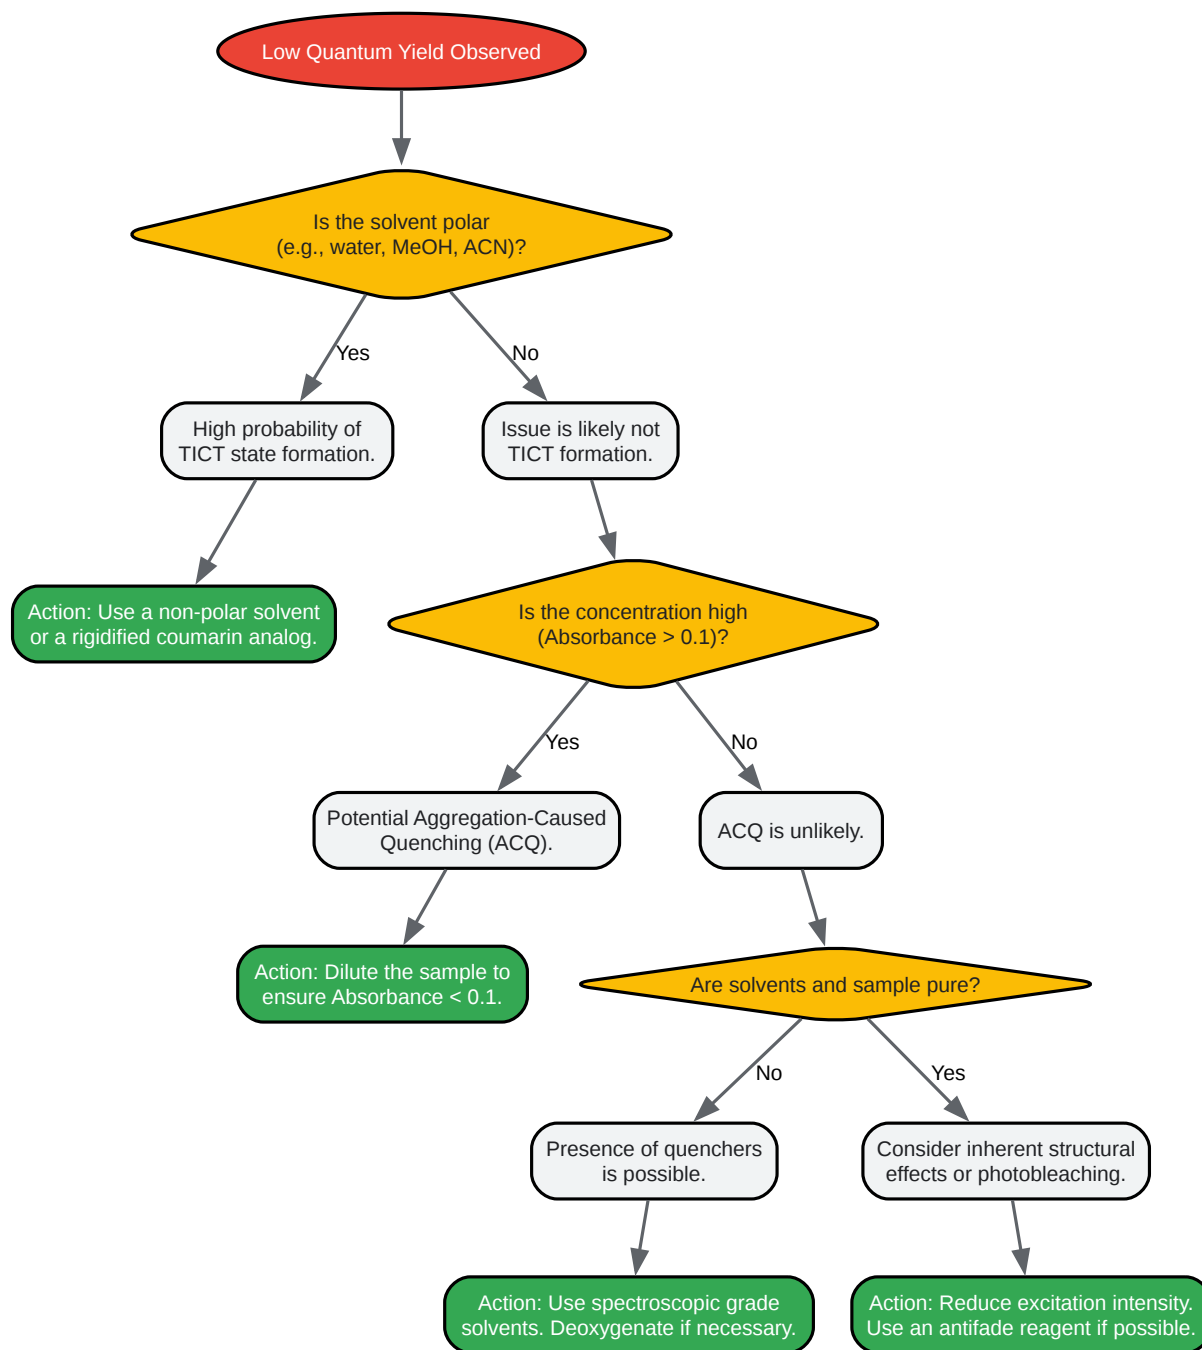 Low Quantum Yield Observed
Is the solvent polar
(e.g., water, MeOH, ACN)?
Yes
No
High probability of
TICT state formation.
Issue is likely not
TICT formation.
Action: Use a non-polar solvent
or a rigidified coumarin analog.
Is the concentration high
(Absorbance > 0.1)?
Yes
No
Potential Aggregation-Caused
Quenching (ACQ).
ACQ is unlikely.
Action: Dilute the sample to
ensure Absorbance < 0.1.
Are solvents and sample pure?
No
Yes
Presence of quenchers
is possible.
Consider inherent structural
effects or photobleaching.
Action: Use spectroscopic grade
solvents. Deoxygenate if necessary.
Action: Reduce excitation intensity.
Use an antifade reagent if possible.